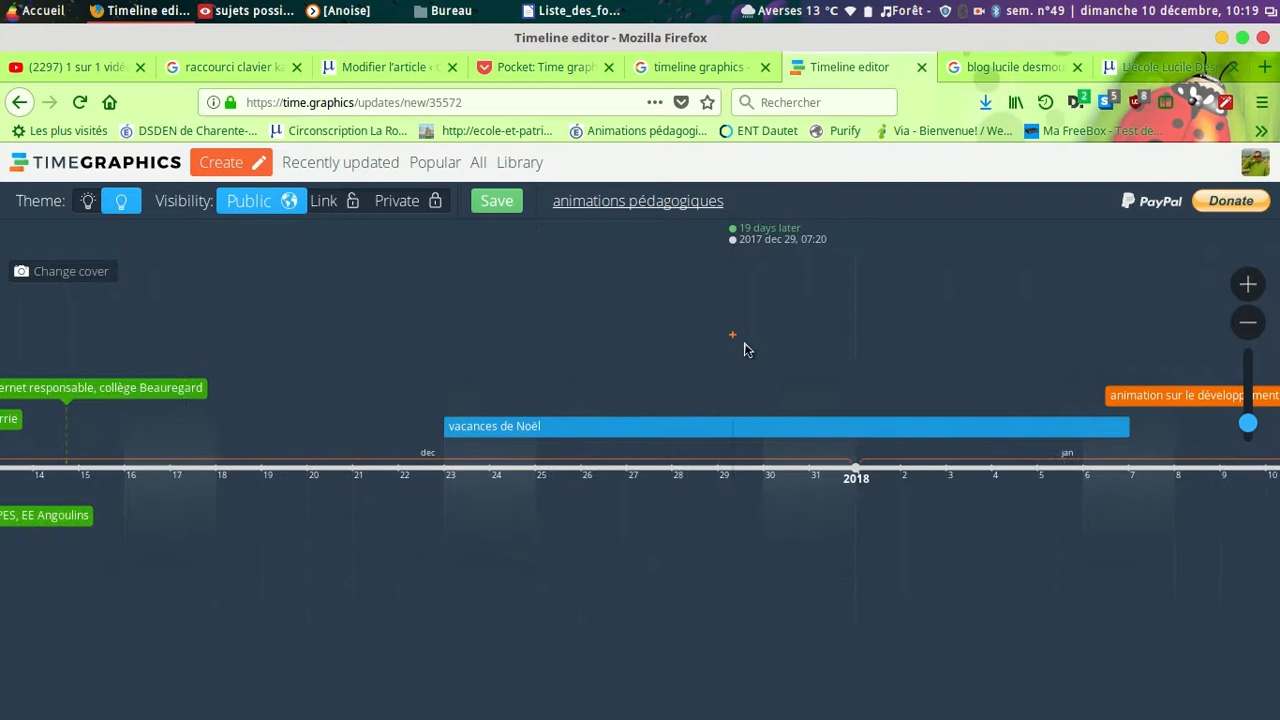 Accueil Timeline edi... sujets possi... [Anoise] Bureau Liste_des_fo... Averses 13 °C Forêt - sem. n°49 | dimanche 10 décembre, 10:19
Timeline editor - Mozilla Firefox
(2297) 1 sur 1 vidé raccourci clavier ka Modifier l'article ‹ Pocket: Time graph timeline graphics - Timeline editor blog lucile desmou L'école Lucile Des
https://time.graphics/updates/new/35572 Rechercher 2 5 8
Les plus visités DSDEN de Charente-... Circonscription La Ro... http://ecole-et-patri... Animations pédagogi... ENT Dautet Purify Via - Bienvenue! / We... Ma FreeBox - Test de...
TIMEGRAPHICS Create Recently updated Popular All Library
Theme: Visibility: Public Link Private Save animations pédagogiques PayPal Donate
19 days later
2017 dec 29, 07:20
Change cover
ernet responsable, collège Beauregard
animation sur le développement
rrie
vacances de Noël
dec jan
14 15 16 17 18 19 20 21 22 23 24 25 26 27 28 29 30 31 2018 2 3 4 5 6 7 8 9 10
PES, EE Angoulins